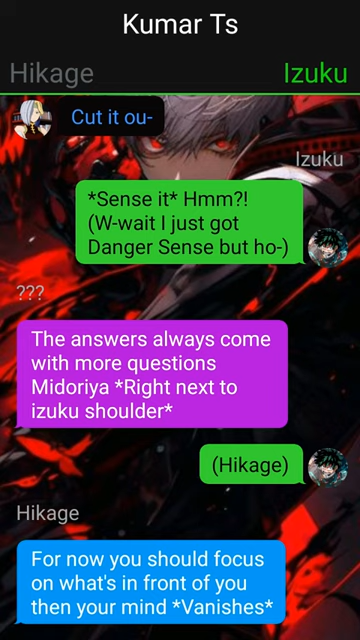 Kumar Ts
Hikage
Izuku
Cut it ou-
Izuku
*Sense it* Hmm?!
(W-wait I just got
Danger Sense but ho-)
???
The answers always come
with more questions
Midoriya *Right next to
izuku shoulder*
(Hikage)
Hikage
For now you should focus
on what's in front of you
then your mind *Vanishes*